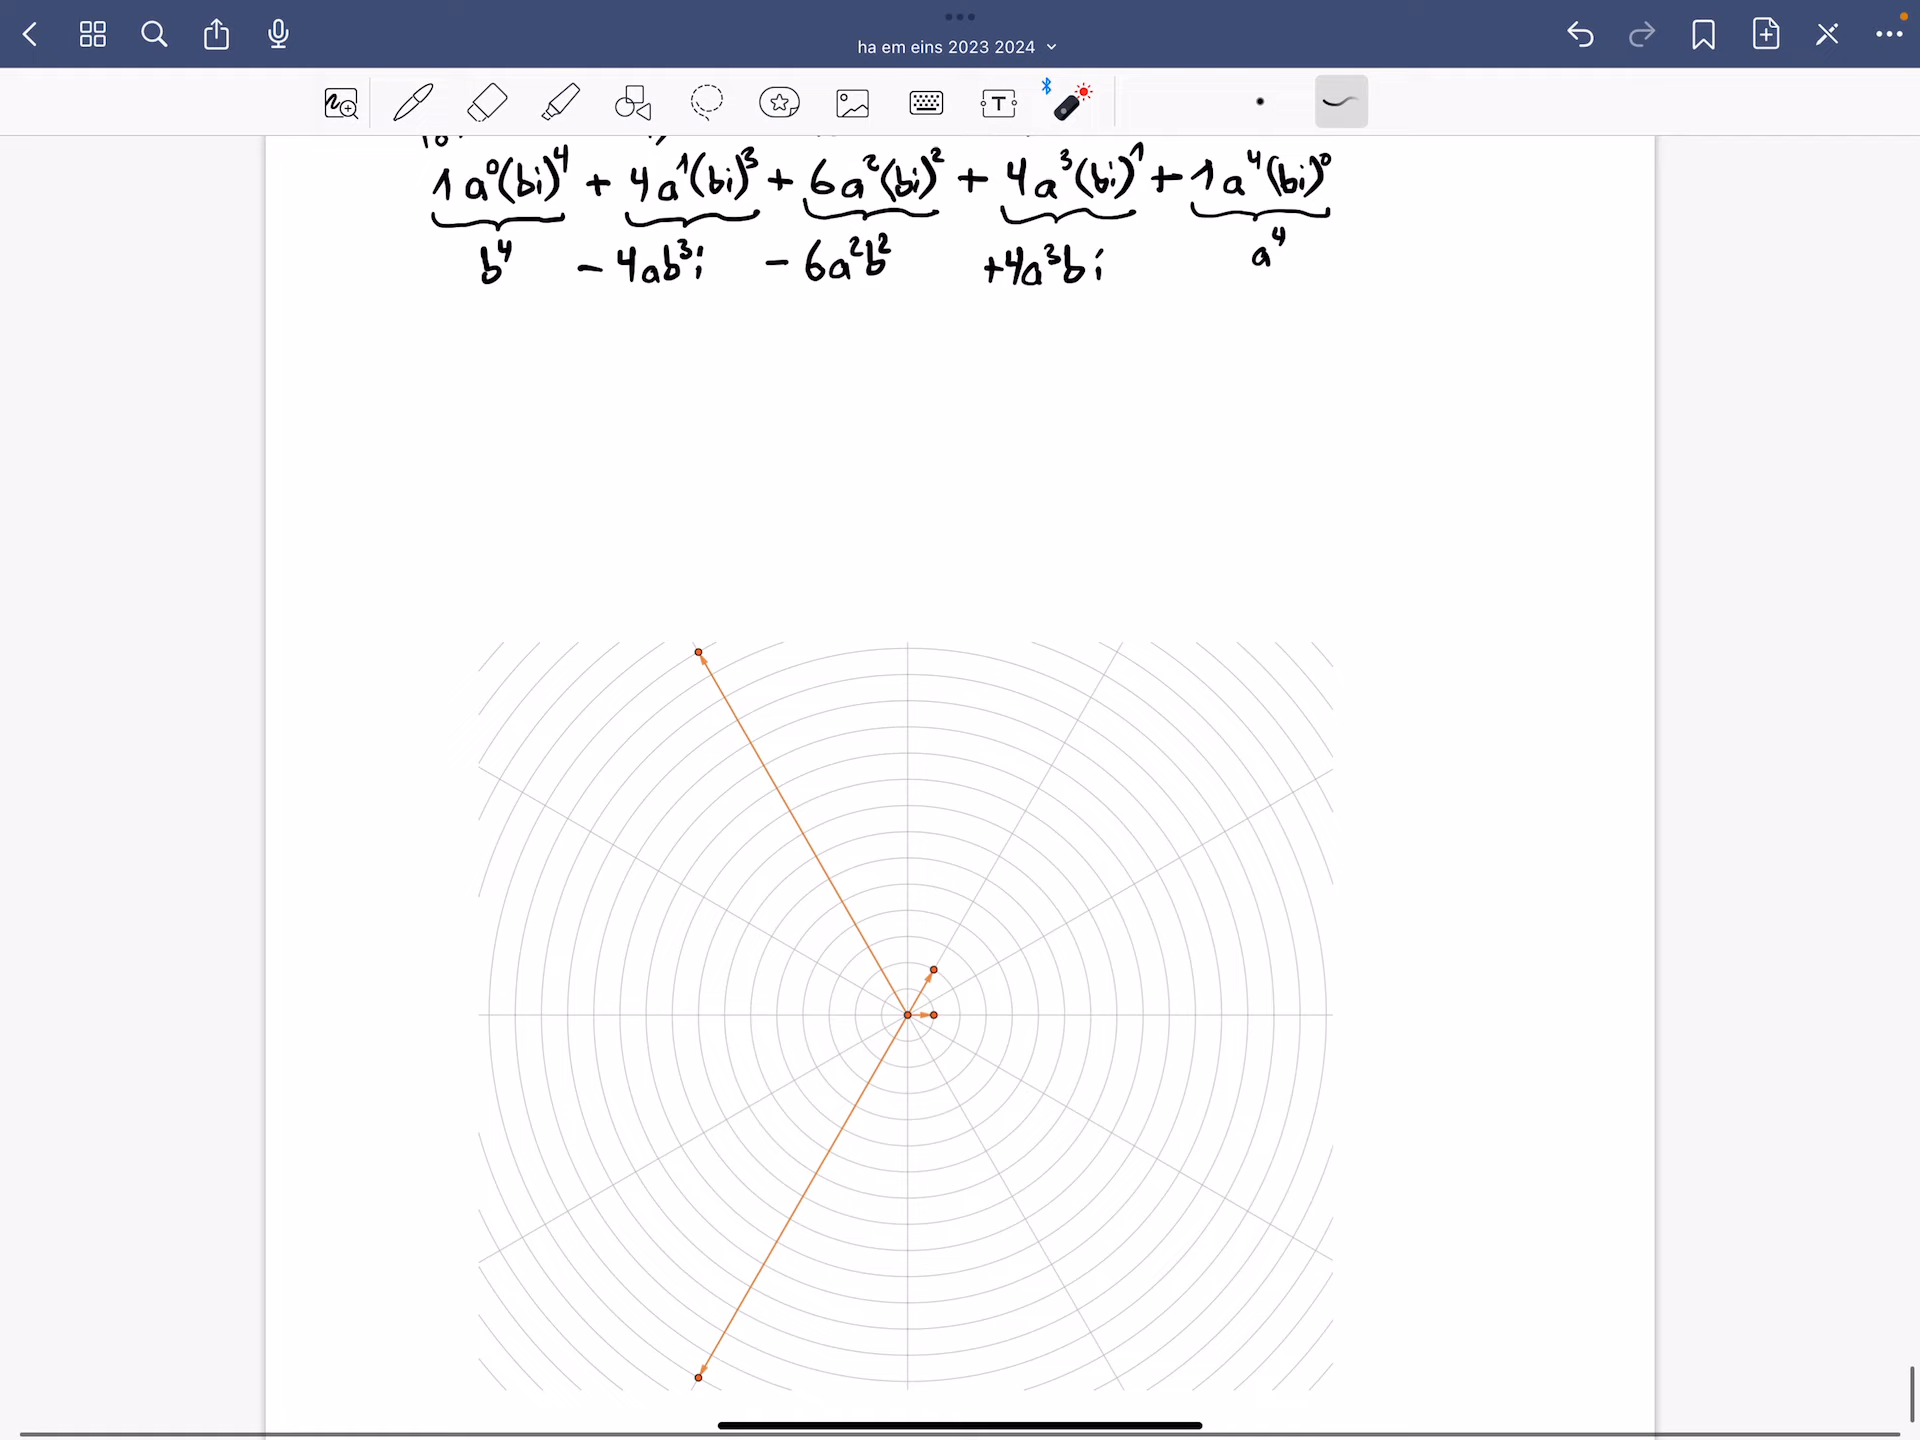 ha em eins 2023 2024
T
1a⁰(bi)⁴ + 4a¹(bi)³ + 6a²(bi)² + 4a³(bi)¹ + 1a⁴(bi)⁰
b⁴ - 4ab³i - 6a²b² +4a³bi a⁴